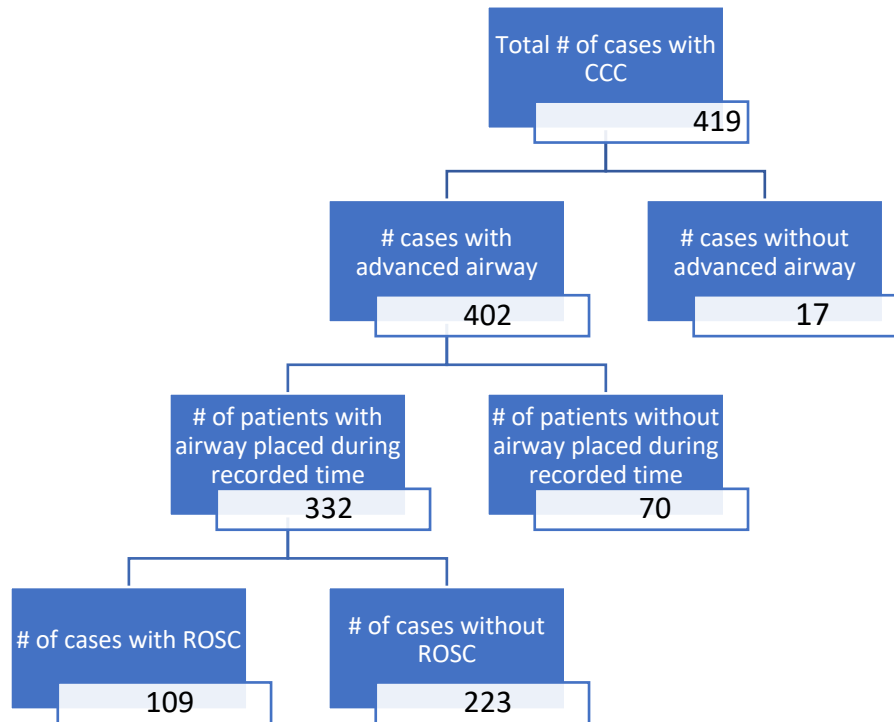 Total # of cases with
CCC
419
# cases with
advanced airway
402
# cases without
advanced airway
17
# of patients with
airway placed during
recorded time
332
# of patients without
airway placed during
recorded time
70
# of cases with ROSC
109
# of cases without
ROSC
223